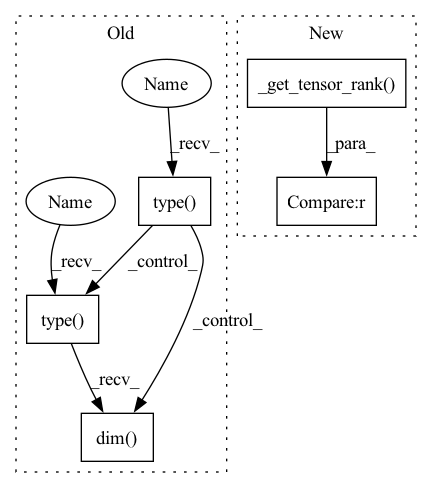 Old
New
Name
_get_tensor_rank()
_recv_
_para_
Name
type()
Compare:r
_recv_
_control_
type()
_control_
_recv_
dim()